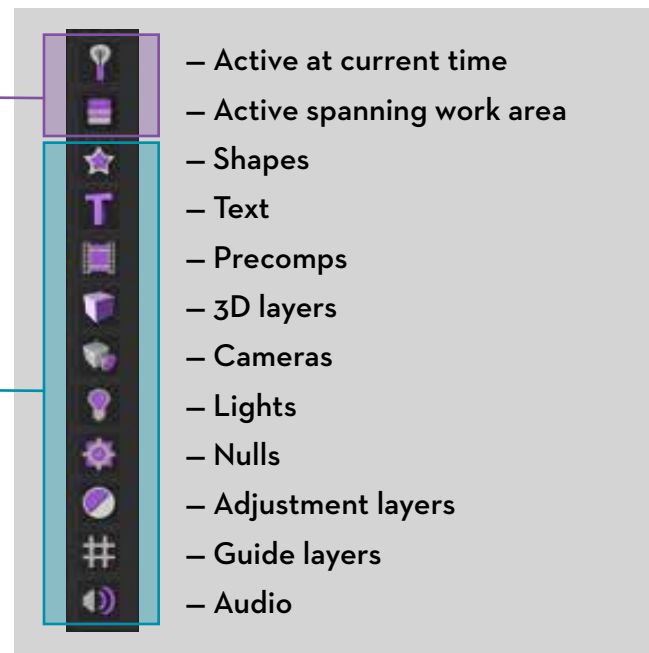 – Active at current time
– Active spanning work area
– Shapes
T – Text
– Precomps
– 3D layers
– Cameras
– Lights
– Nulls
– Adjustment layers
– Guide layers
– Audio